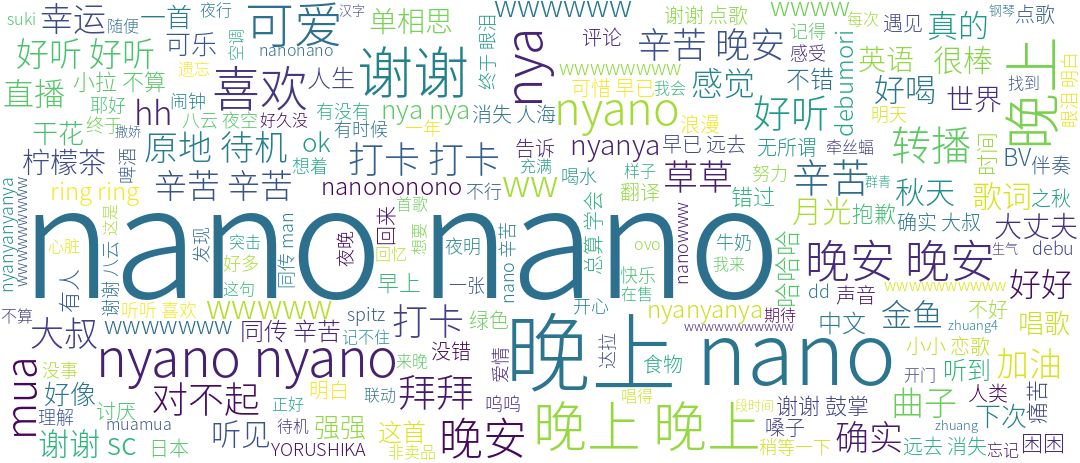 suki
随便
幸运
一首
夜行
汉字
可爱
单相思
wwwwww
谢谢 点歌
wwww
每次
遇见
钢琴
点歌
好听 好听
可乐
空调
nanonano
谢谢
终于 眼泪
nya
评论
辛苦 晚安
记得
感受
真的
英语
很棒
晚上
直播
小拉 不算
遗忘
喜欢
人生
wwwwwwww
感觉
不错
debumori
好喝
找到
眼泪 明白
耶好
闹钟
有没有
nya nya
消失 人海
可惜 早已
我会
nyano
好听
世界
干花
终于
撒娇
八云 夜空
好久没
有时候
一年
浪漫
明天
转播
时间
hh
原地 待机
ok
打卡 打卡
告诉
nyanya
早已 远去
无所谓
牵丝蝠
BV
伴奏
柠檬茶
啤酒
想着
充满
样子
努力
ring ring
辛苦 辛苦
nanononono
不行
喝水
翻译
草草
错过
辛苦
秋天
歌词
之秋
nyanyanyanya
wwwwwwwwww
这是
首歌
群青
月光
抱歉
确实 大叔
大丈夫
nano nano
心脏
谢谢 八云
发现
突击
好多
这句
同传 man
夜晚
回来
回忆
想要
夜明
nano 辛苦
总算 学会
ovo
nanowww
牛奶
我来
哈哈哈哈
晚安 晚安
生气
debu
不算
有人
听听 喜欢
早上
一张
快乐
在售
wwwwwwwwwww
dd
声音
不好
好好
大叔
wwwwwww
wwwww
同传 辛苦
spitz
记不住
打卡
绿色
开心
nyanyanya
期待
中文
金鱼
zhuang4
唱歌
没错
晚上 nano
wwwwwwwwwwww
mua
没事
nyano nyano
来晚
爱情
达拉
食物
小小 恋歌
听到
加油
开门
好像
理解
讨厌
对不起
明白
联动
拜拜
唱得
段时间
人类
痛苦
muamua
正好
呜呜
谢谢 鼓掌
曲子
下次
谢谢 sc
日本
听见
待机
YORUSHIKA
强强
这首
非卖品
晚安
晚上 晚上
嗓子
稍等一下
确实
zhuang
远去 消失
忘记
困困